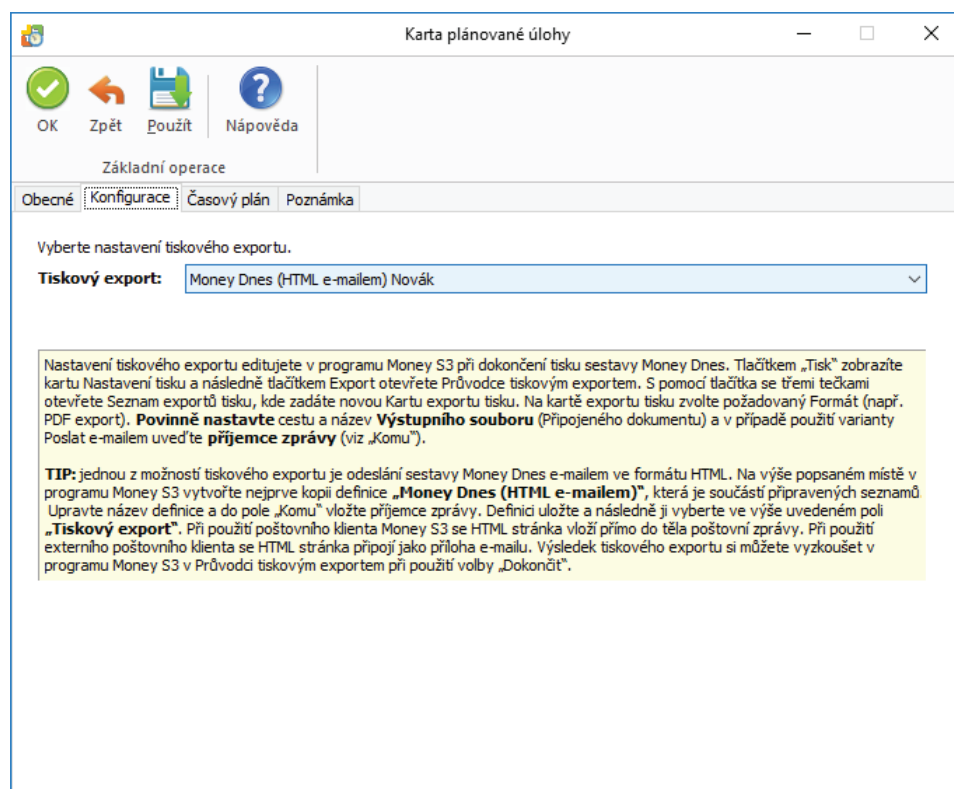 Karta plánované úlohy
OK Zpět Použít Nápověda
Základní operace
Obecné Konfigurace Časový plán Poznámka
Vyberte nastavení tiskového exportu.
Tiskový export: Money Dnes (HTML e-mailem) Novák
Nastavení tiskového exportu editujete v programu Money S3 při dokončení tisku sestavy Money Dnes. Tlačítkem „Tisk" zobrazíte
kartu Nastavení tisku a následně tlačítkem Export otevřete Průvodce tiskovým exportem. S pomocí tlačítka se třemi tečkami
otevřete Seznam exportů tisku, kde zadáte novou Kartu exportu tisku. Na kartě exportu tisku zvolte požadovaný Formát (např.
PDF export). Povinně nastavte cestu a název Výstupního souboru (Připojeného dokumentu) a v případě použití varianty
Poslat e-mailem uveďte příjemce zprávy (viz „Komu").
TIP: jednou z možností tiskového exportu je odeslání sestavy Money Dnes e-mailem ve formátu HTML. Na výše popsaném místě v
programu Money S3 vytvořte nejprve kopii definice „Money Dnes (HTML e-mailem)", která je součástí připravených seznamů.
Upravte název definice a do pole „Komu" vložte příjemce zprávy. Definici uložte a následně ji vyberte ve výše uvedeném poli
„Tiskový export". Při použití poštovního klienta Money S3 se HTML stránka vloží přímo do těla poštovní zprávy. Při použití
externího poštovního klienta se HTML stránka připojí jako příloha e-mailu. Výsledek tiskového exportu si můžete vyzkoušet v
programu Money S3 v Průvodci tiskovým exportem při použití volby „Dokončit".